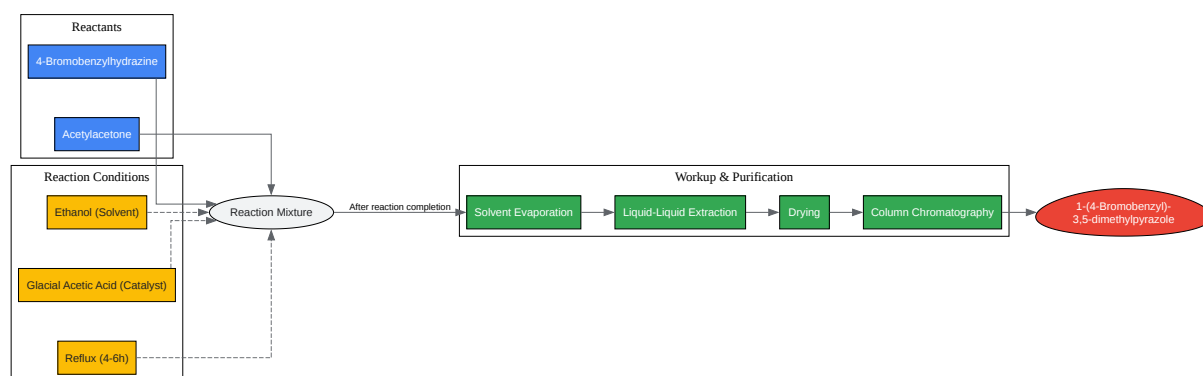 Reactants
4-Bromobenzylhydrazine
Acetylacetone
Reaction Conditions
Ethanol (Solvent)
Glacial Acetic Acid (Catalyst)
Reflux (4-6h)
Reaction Mixture
After reaction completion
Workup & Purification
Solvent Evaporation
Liquid-Liquid Extraction
Drying
Column Chromatography
1-(4-Bromobenzyl)-
3,5-dimethylpyrazole